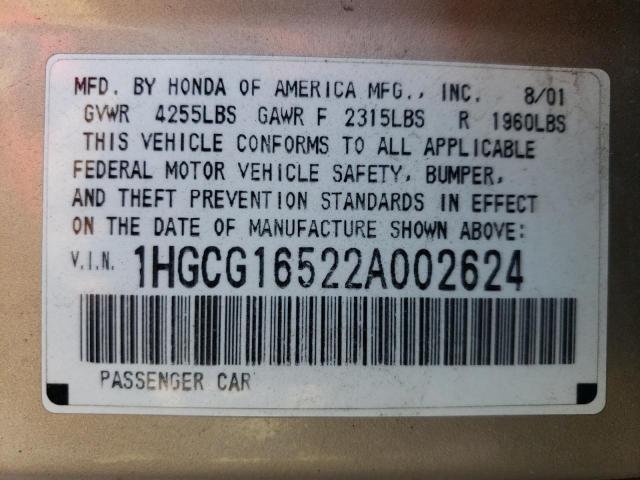 MFD. BY HONDA OF AMERICA MFG., INC. 8/01
GVWR 4255LBS GAWR F 2315LBS R 1960LBS
THIS VEHICLE CONFORMS TO ALL APPLICABLE
FEDERAL MOTOR VEHICLE SAFETY, BUMPER,
AND THEFT PREVENTION STANDARDS IN EFFECT
ON THE DATE OF MANUFACTURE SHOWN ABOVE:
V.I.N. 1HGCG16522A002624
PASSENGER CAR